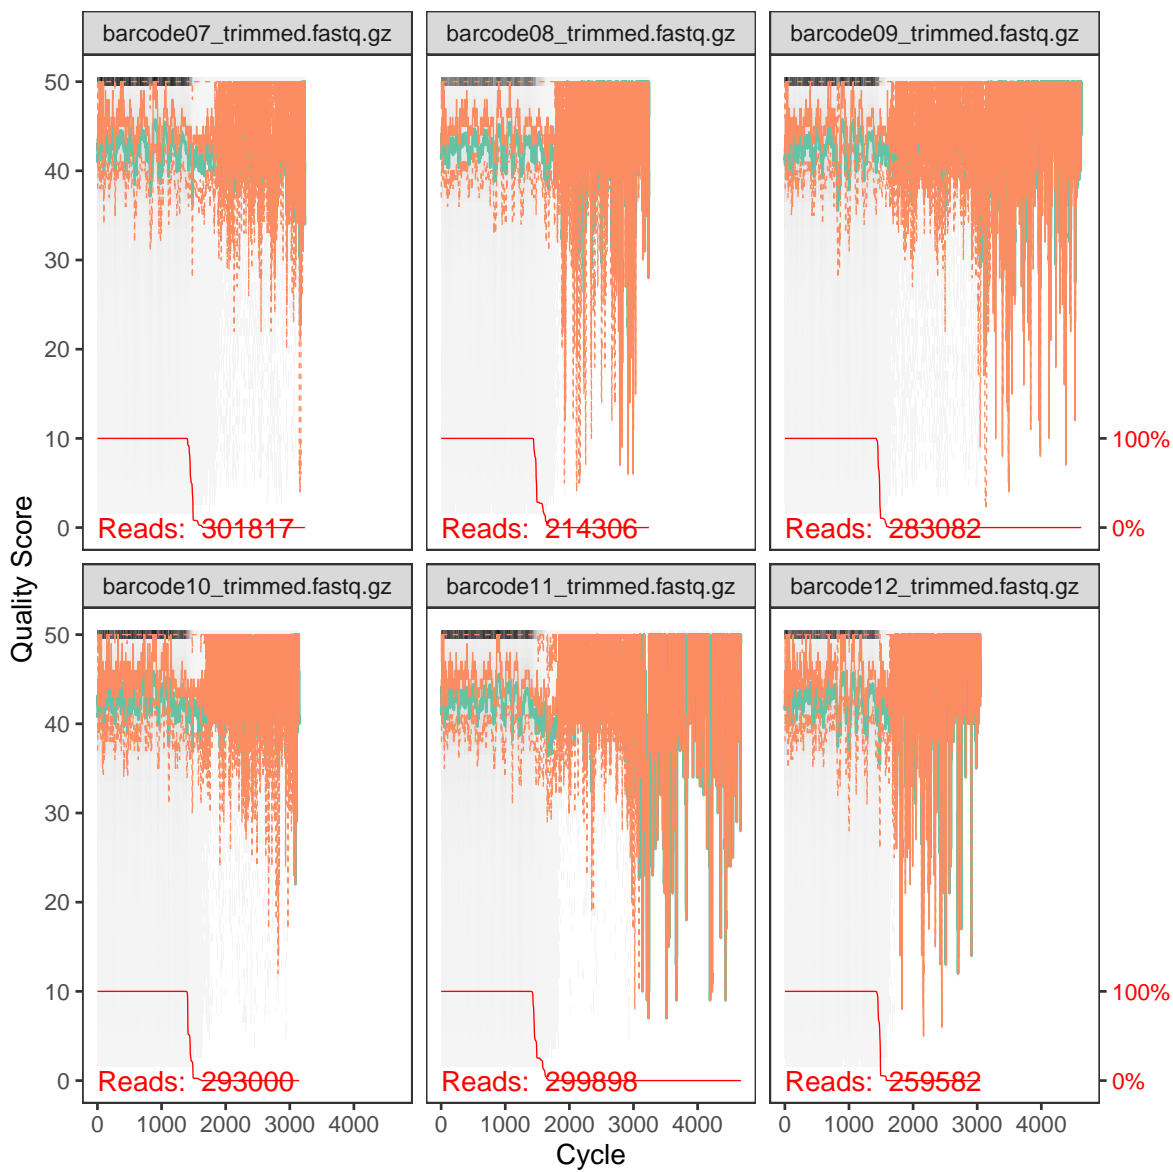 barcode07_trimmed.fastq.gz barcode08_trimmed.fastq.gz barcode09_trimmed.fastq.gz
50
40
30
20
10 100%
0 0%
Reads: 301817 Reads: 214306 Reads: 283082
Quality Score
barcode10_trimmed.fastq.gz barcode11_trimmed.fastq.gz barcode12_trimmed.fastq.gz
50
40
30
20
10 100%
0 0%
Reads: 293000 Reads: 299898 Reads: 259582
0 1000 2000 3000 4000 0 1000 2000 3000 4000 0 1000 2000 3000 4000
Cycle